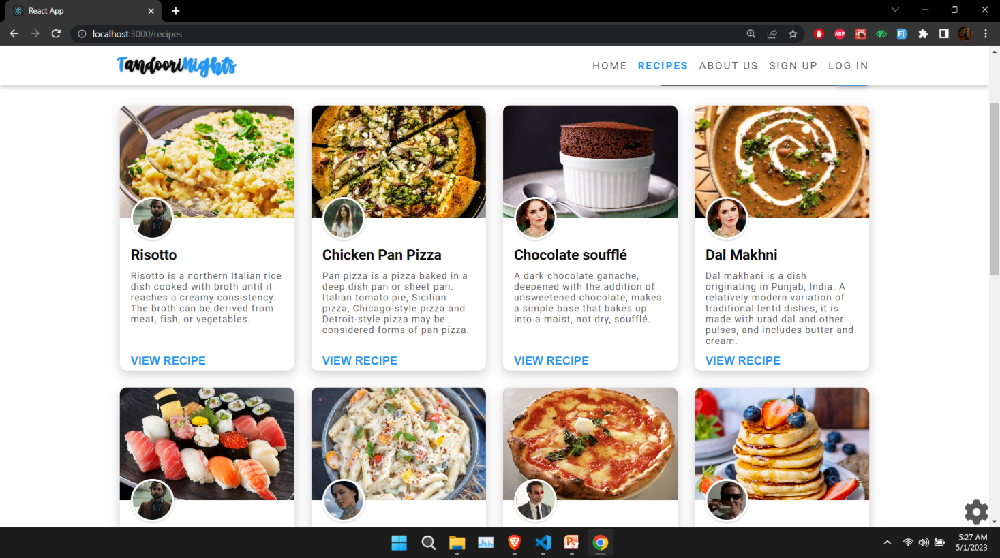 React App
localhost:3000/recipes
ABP
TandooriNights
HOME RECIPES ABOUT US SIGN UP LOG IN
Risotto
Risotto is a northern Italian rice
dish cooked with broth until it
reaches a creamy consistency.
The broth can be derived from
meat, fish, or vegetables.
VIEW RECIPE
Chicken Pan Pizza
Pan pizza is a pizza baked in a
deep dish pan or sheet pan.
Italian tomato pie, Sicilian
pizza, Chicago-style pizza and
Detroit-style pizza may be
considered forms of pan pizza.
VIEW RECIPE
Chocolate soufflé
A dark chocolate ganache,
deepened with the addition of
unsweetened chocolate, makes
a simple base that bakes up
into a moist, not dry, soufflé.
VIEW RECIPE
Dal Makhni
Dal makhani is a dish
originating in Punjab, India. A
relatively modern variation of
traditional lentil dishes, it is
made with urad dal and other
pulses, and includes butter and
cream.
VIEW RECIPE
5:27 AM
5/1/2023